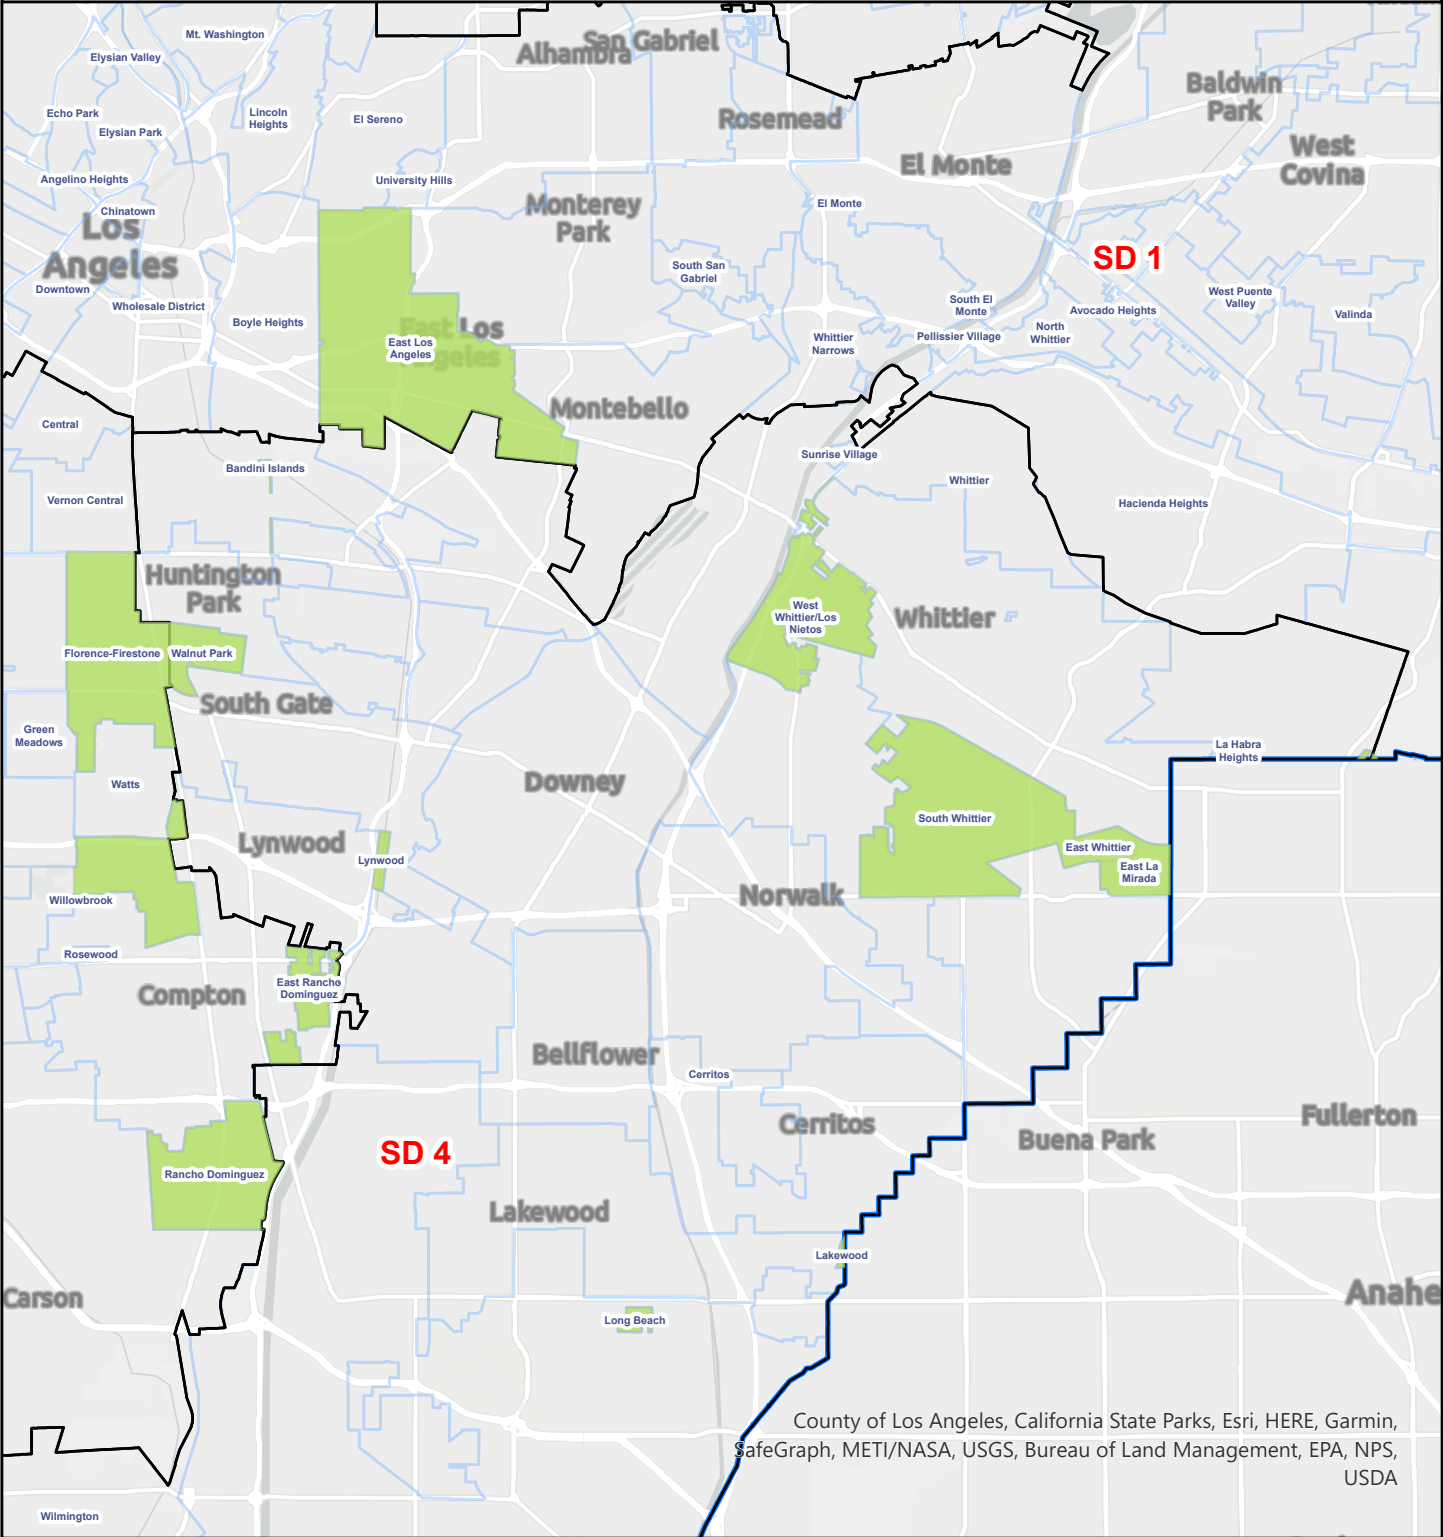 Mt. Washington
Elysian Valley
Alhambra
San Gabriel
Baldwin
Park
Echo Park
Lincoln
Heights
El Sereno
Rosemead
Elysian Park
West
Covina
El Monte
Angelino Heights
University Hills
Monterey
Park
El Monte
Chinatown
Los
Angeles
SD 1
South San
Gabriel
Downtown
Wholesale District
Boyle Heights
East Los
Angeles
East Los
Angeles
South El
Monte
West Puente
Valley
Avocado Heights
Valinda
Whittier
Narrows
Pellissier Village
North
Whittier
Montebello
Central
Sunrise Village
Bandini Islands
Whittier
Vernon Central
Hacienda Heights
Huntington
Park
West
Whittier/Los
Nietos
Whittier
Florence-Firestone
Walnut Park
South Gate
Green
Meadows
La Habra
Heights
Watts
Downey
South Whittier
Lynwood
Lynwood
East Whittier
East La
Mirada
Norwalk
Willowbrook
Rosewood
Compton
East Rancho
Dominguez
Bellflower
Cerritos
Cerritos
Fullerton
Buena Park
SD 4
Rancho Dominguez
Lakewood
Lakewood
Carson
Anahe
Long Beach
County of Los Angeles, California State Parks, Esri, HERE, Garmin,
SafeGraph, METI/NASA, USGS, Bureau of Land Management, EPA, NPS,
USDA
Wilmington